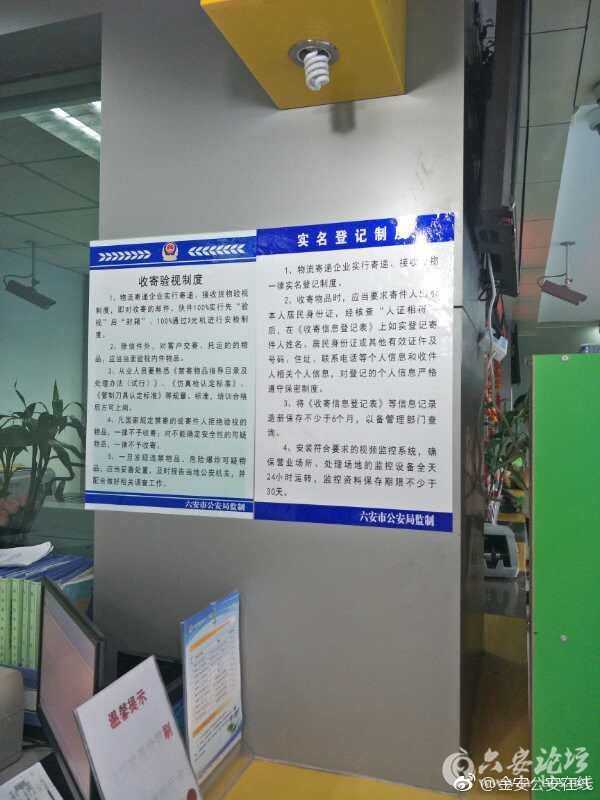 收寄验视制度
1、物流寄递企业实行寄递、接收货物验视
制度，即对收寄的邮件、快件100%实行先“验
视”后“封箱”、100%通过X光机进行安检制
度。
2、除信件外，对客户交寄、托运的的物
品，应当当面验视内件物品。
3、从业人员要熟悉《禁寄物品指导目录及
处理办法（试行）》、《仿真枪认定标准》、
《管制刀具认定标准》等规章、标准，培训合格
后方可上岗。
4、凡国家规定禁寄的或寄件人拒绝验视的
物品，一律不予收寄；对不能确定安全性的可疑
物品，一律不予收寄。
5、一旦发现违禁物品、危险爆炸可疑物
品，应当妥善处置，及时报告当地公安机关，并
配合做好相关调查工作。
六安市公安局监制
实名登记制度
1、物流寄递企业实行寄递、接收货物
一律实名登记制度。
2、收寄物品时，应当要求寄件人出示
本人居民身份证，经核查“人证相符”
后，在《收寄信息登记表》上如实登记寄
件人姓名、居民身份证或其他有效证件及
号码、住址、联系电话等个人信息和收件
人相关个人信息，对登记的个人信息严格
遵守保密制度。
3、将《收寄信息登记表》等信息记录
造册保存不少于6个月，以备管理部门查
询。
4、安装符合要求的视频监控系统，确
保营业场所、处理场地的监控设备全天
24小时运转，监控资料保存期限不少于
30天。
六安市公安局监制
温馨提示
刷
六安论坛
@金安公安在线